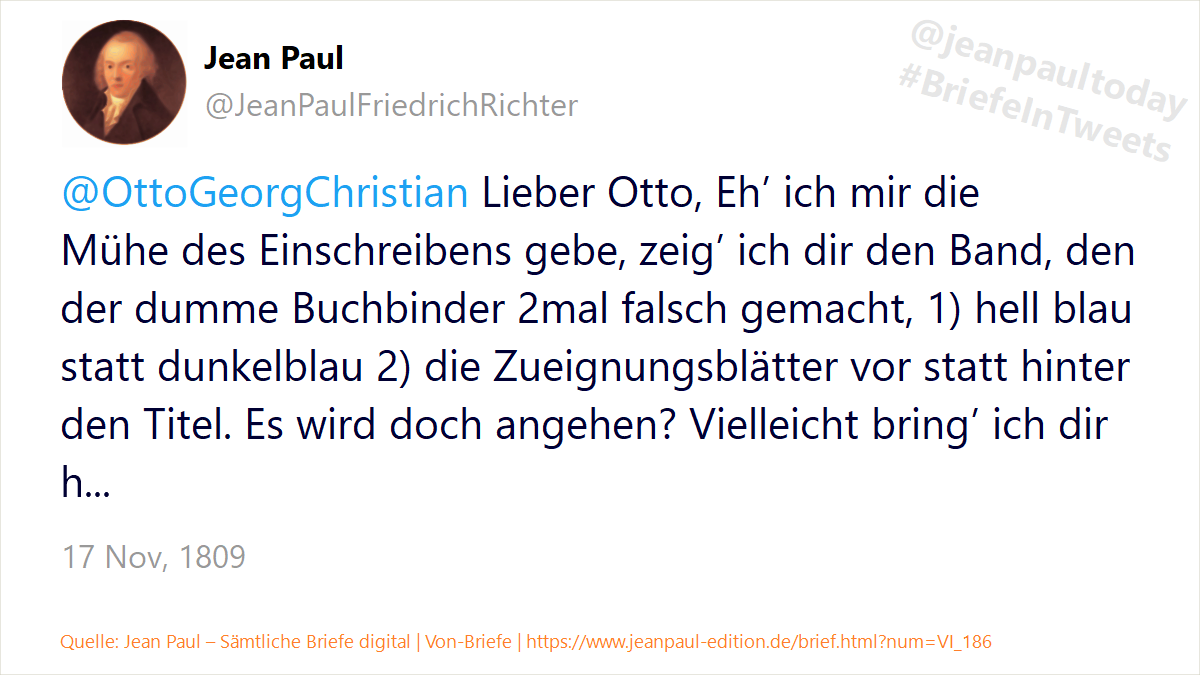 Jean Paul
@JeanPaulFriedrichRichter
@jeanpaultoday
#BriefeInTweets
@OttoGeorgChristian Lieber Otto, Eh’ ich mir die
Mühe des Einschreibens gebe, zeig’ ich dir den Band, den
der dumme Buchbinder 2mal falsch gemacht, 1) hell blau
statt dunkelblau 2) die Zueignungsblätter vor statt hinter
den Titel. Es wird doch angehen? Vielleicht bring’ ich dir
h...
17 Nov, 1809
Quelle: Jean Paul – Sämtliche Briefe digital | Von-Briefe | https://www.jeanpaul-edition.de/brief.html?num=VI_186